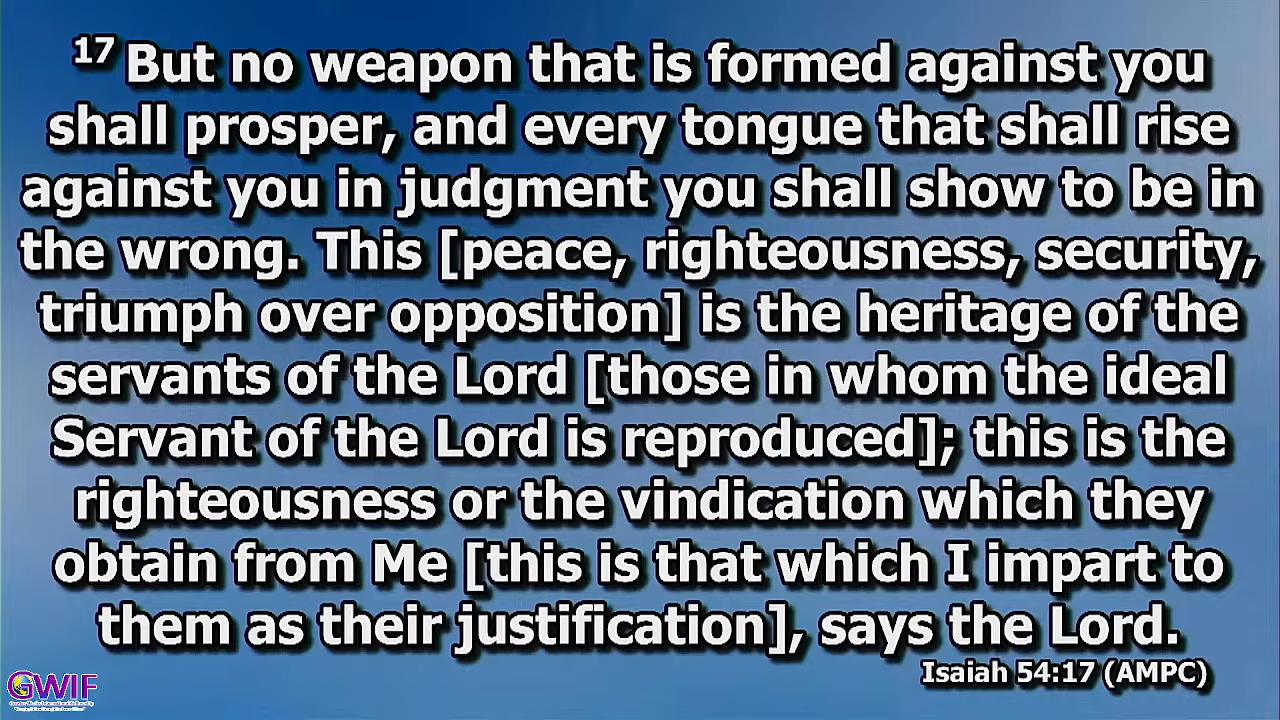 17 But no weapon that is formed against you
shall prosper, and every tongue that shall rise
against you in judgment you shall show to be in
the wrong. This [peace, righteousness, security,
triumph over opposition] is the heritage of the
servants of the Lord [those in whom the ideal
Servant of the Lord is reproduced]; this is the
righteousness or the vindication which they
obtain from Me [this is that which I impart to
them as their justification], says the Lord.
Isaiah 54:17 (AMPC)
GWIF